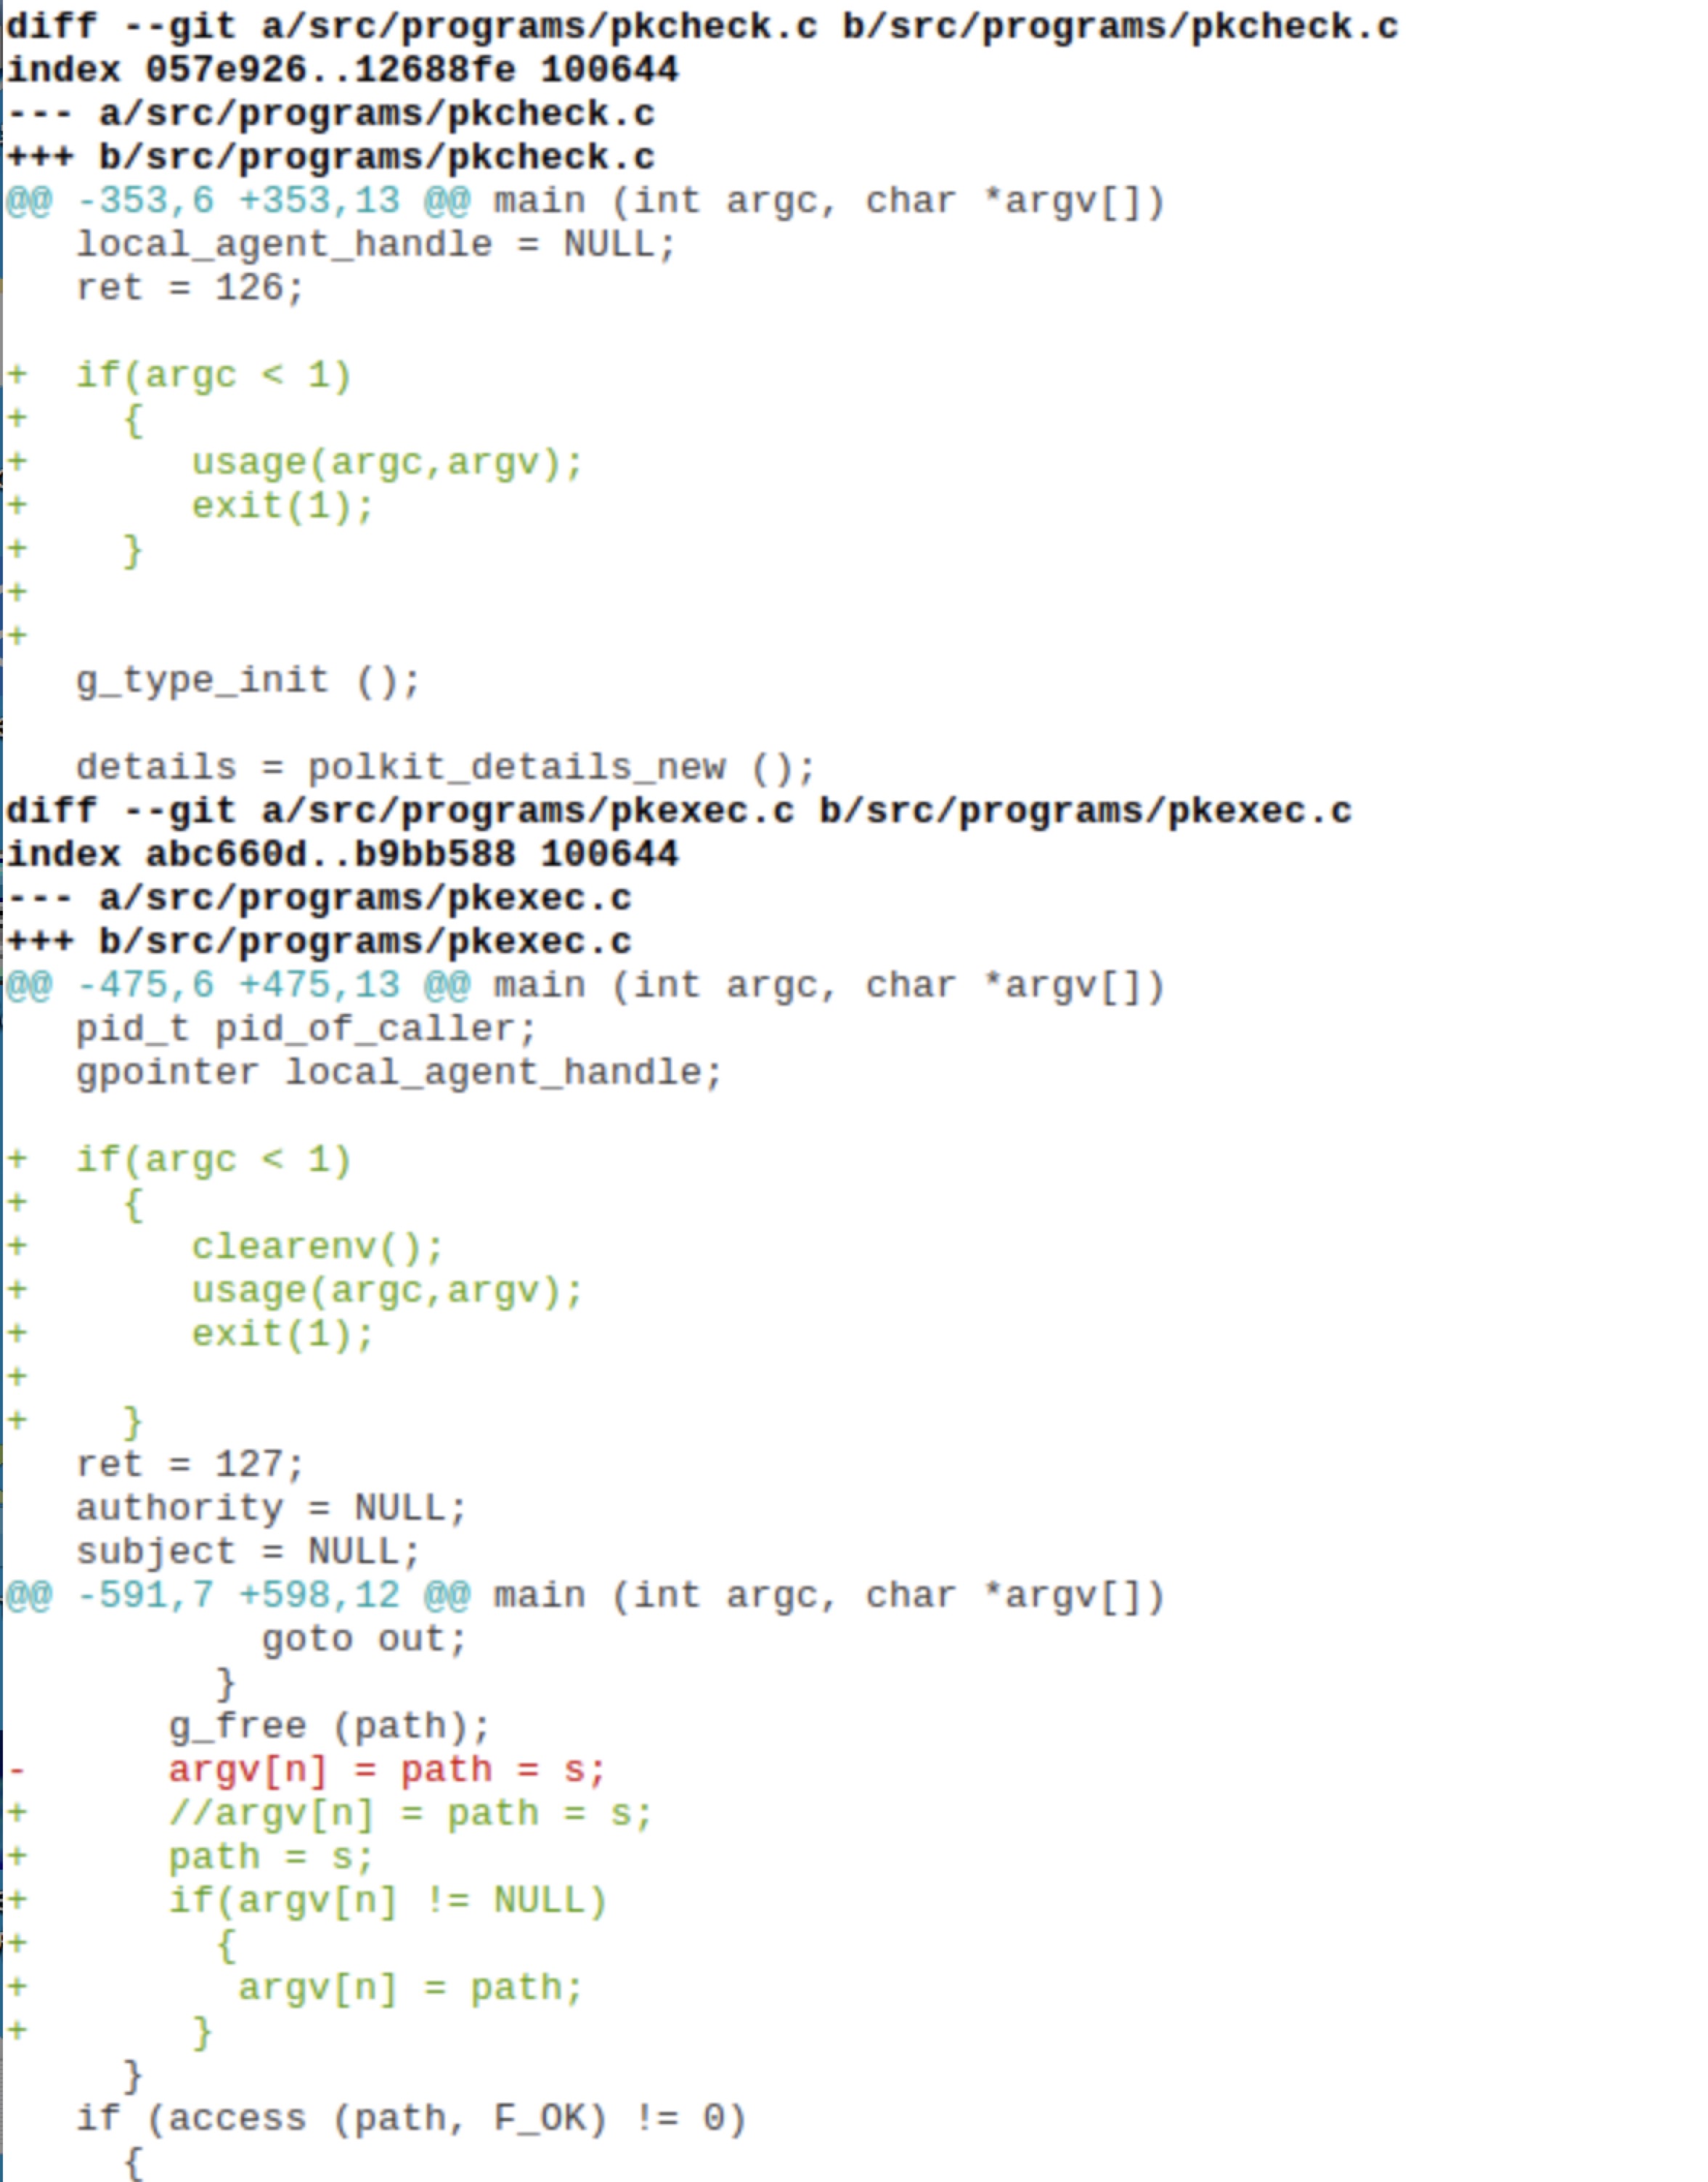 diff --git a/src/programs/pkcheck.c b/src/programs/pkcheck.c
index 057e926..12688fe 100644
--- a/src/programs/pkcheck.c
+++ b/src/programs/pkcheck.c
@@ -353,6 +353,13 @@ main (int argc, char *argv[])
   local_agent_handle = NULL;
   ret = 126;

+  if(argc < 1)
+    {
+       usage(argc,argv);
+       exit(1);
+    }
+
+
   g_type_init ();

   details = polkit_details_new ();
diff --git a/src/programs/pkexec.c b/src/programs/pkexec.c
index abc660d..b9bb588 100644
--- a/src/programs/pkexec.c
+++ b/src/programs/pkexec.c
@@ -475,6 +475,13 @@ main (int argc, char *argv[])
   pid_t pid_of_caller;
   gpointer local_agent_handle;

+  if(argc < 1)
+    {
+       clearenv();
+       usage(argc,argv);
+       exit(1);
+
+    }
   ret = 127;
   authority = NULL;
   subject = NULL;
@@ -591,7 +598,12 @@ main (int argc, char *argv[])
           goto out;
         }
       g_free (path);
-      argv[n] = path = s;
+      //argv[n] = path = s;
+      path = s;
+      if(argv[n] != NULL)
+        {
+         argv[n] = path;
+       }
     }
   if (access (path, F_OK) != 0)
     {